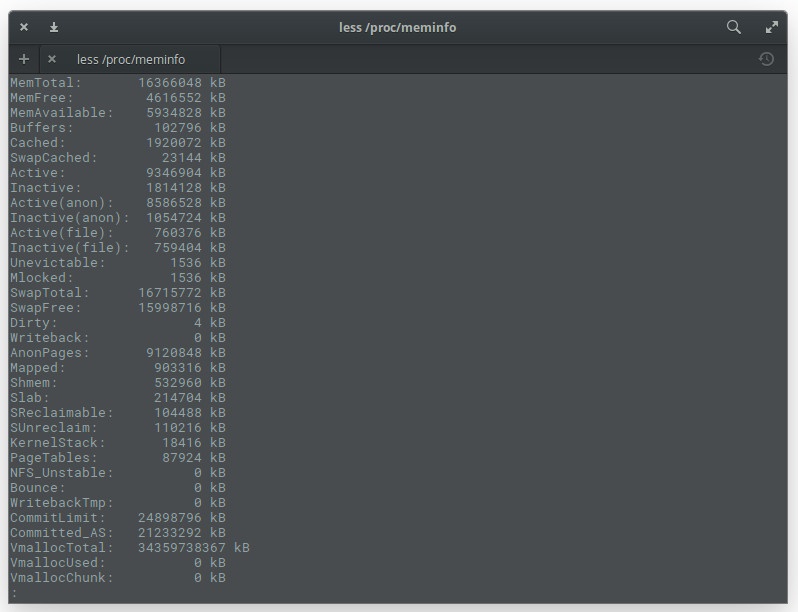 less /proc/meminfo
less /proc/meminfo
MemTotal:       16366048 kB
MemFree:         4616552 kB
MemAvailable:    5934828 kB
Buffers:          102796 kB
Cached:          1920072 kB
SwapCached:        23144 kB
Active:          9346904 kB
Inactive:        1814128 kB
Active(anon):    8586528 kB
Inactive(anon):  1054724 kB
Active(file):     760376 kB
Inactive(file):   759404 kB
Unevictable:        1536 kB
Mlocked:            1536 kB
SwapTotal:      16715772 kB
SwapFree:       15998716 kB
Dirty:                 4 kB
Writeback:             0 kB
AnonPages:       9120848 kB
Mapped:           903316 kB
Shmem:            532960 kB
Slab:             214704 kB
SReclaimable:     104488 kB
SUnreclaim:       110216 kB
KernelStack:       18416 kB
PageTables:        87924 kB
NFS_Unstable:          0 kB
Bounce:                0 kB
WritebackTmp:          0 kB
CommitLimit:    24898796 kB
Committed_AS:   21233292 kB
VmallocTotal:   34359738367 kB
VmallocUsed:           0 kB
VmallocChunk:          0 kB
: